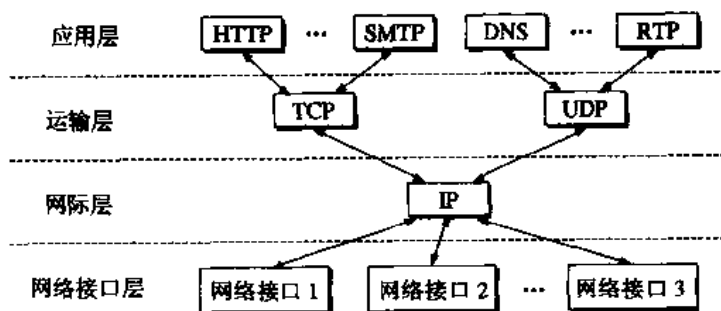 应用层 HTTP … SMTP DNS … RTP
运输层 TCP UDP
网际层 IP
网络接口层 网络接口 1 网络接口 2 … 网络接口 3